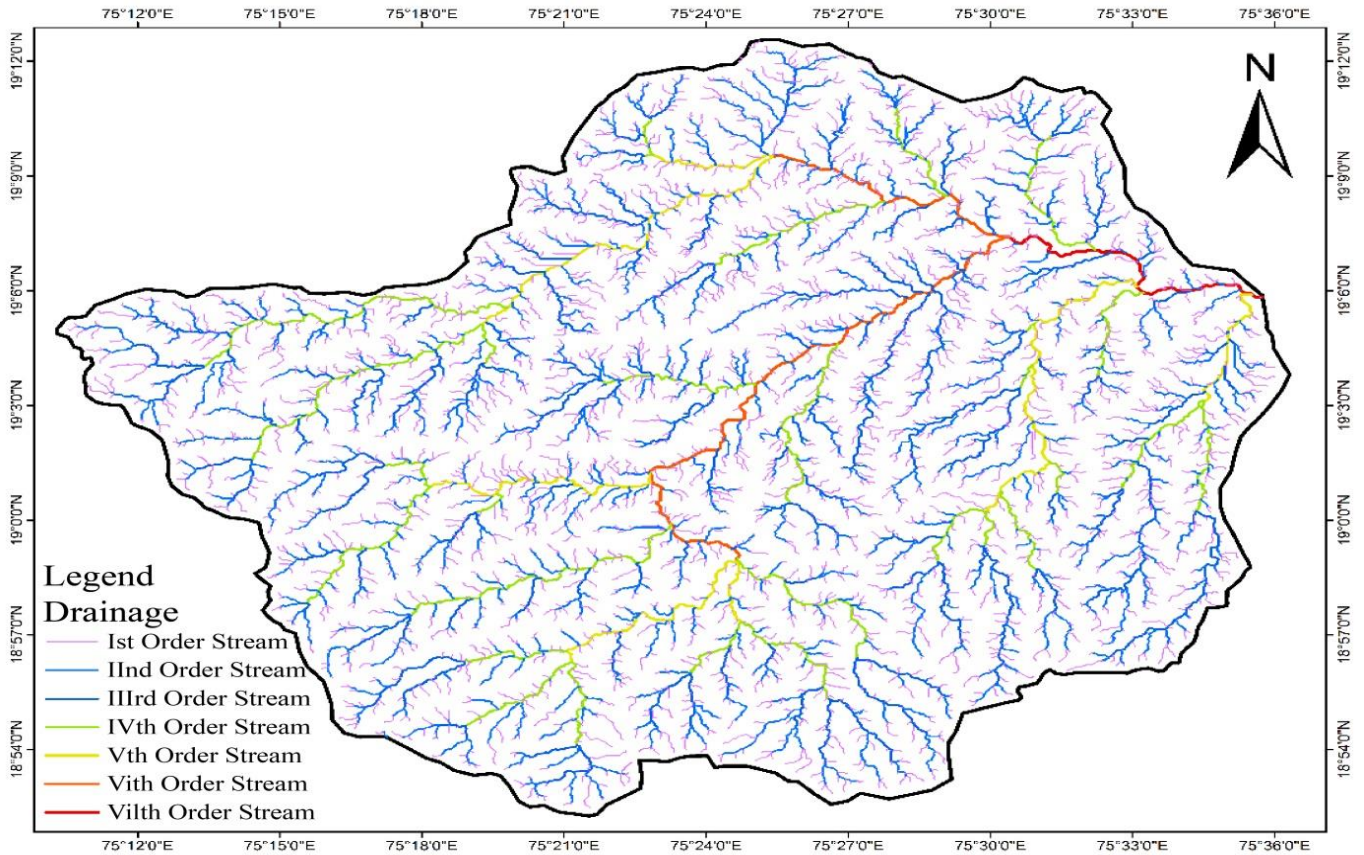 75°12'0"E 75°15'0"E 75°18'0"E 75°21'0"E 75°24'0"E 75°27'0"E 75°30'0"E 75°33'0"E 75°36'0"E
N
19°12'0"N
19°9'0"N
19°6'0"N
19°3'0"N
19°0'0"N
18°57'0"N
18°54'0"N
19°12'0"N
19°9'0"N
19°6'0"N
19°3'0"N
19°0'0"N
18°57'0"N
18°54'0"N
Legend
Drainage
Ist Order Stream
IInd Order Stream
IIIrd Order Stream
IVth Order Stream
Vth Order Stream
Vith Order Stream
Vilth Order Stream
75°12'0"E 75°15'0"E 75°18'0"E 75°21'0"E 75°24'0"E 75°27'0"E 75°30'0"E 75°33'0"E 75°36'0"E